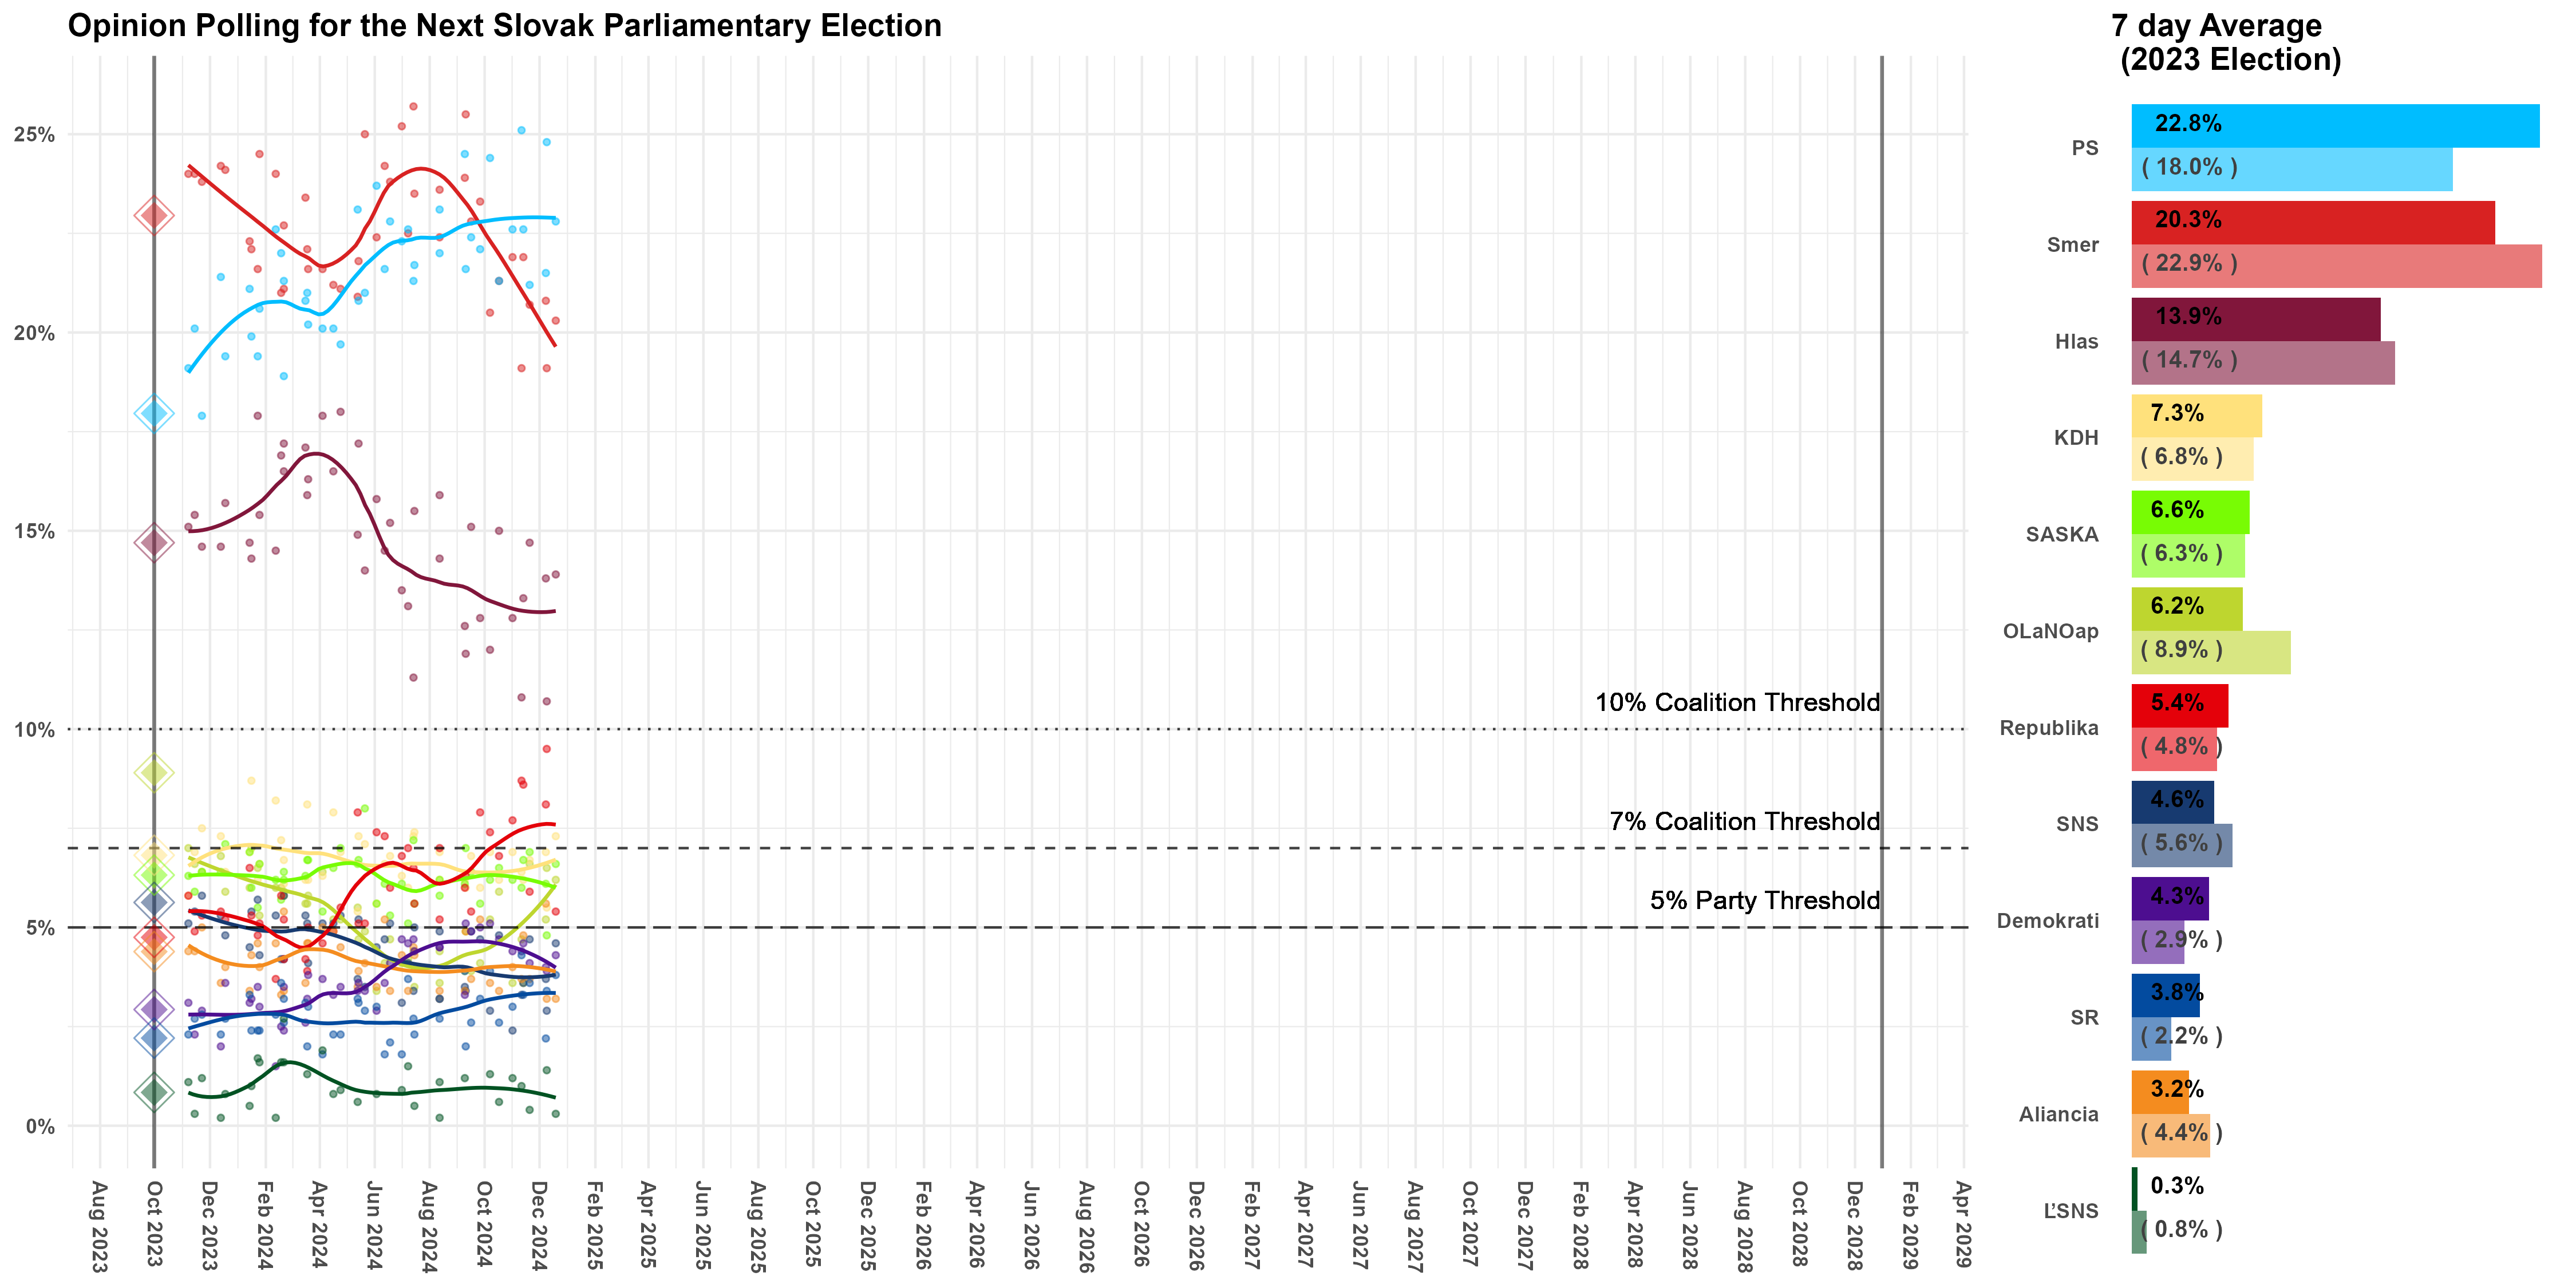 Opinion Polling for the Next Slovak Parliamentary Election
25%
20%
15%
10%
5%
0%
10% Coalition Threshold
7% Coalition Threshold
5% Party Threshold
Aug 2023
Oct 2023
Dec 2023
Feb 2024
Apr 2024
Jun 2024
Aug 2024
Oct 2024
Dec 2024
Feb 2025
Apr 2025
Jun 2025
Aug 2025
Oct 2025
Dec 2025
Feb 2026
Apr 2026
Jun 2026
Aug 2026
Oct 2026
Dec 2026
Feb 2027
Apr 2027
Jun 2027
Aug 2027
Oct 2027
Dec 2027
Feb 2028
Apr 2028
Jun 2028
Aug 2028
Oct 2028
Dec 2028
Feb 2029
Apr 2029
7 day Average
(2023 Election)
PS
22.8%
( 18.0% )
Smer
20.3%
( 22.9% )
Hlas
13.9%
( 14.7% )
KDH
7.3%
( 6.8% )
SASKA
6.6%
( 6.3% )
OLaNOap
6.2%
( 8.9% )
Republika
5.4%
( 4.8% )
SNS
4.6%
( 5.6% )
Demokrati
4.3%
( 2.9% )
SR
3.8%
( 2.2% )
Aliancia
3.2%
( 4.4% )
ĽSNS
0.3%
( 0.8% )